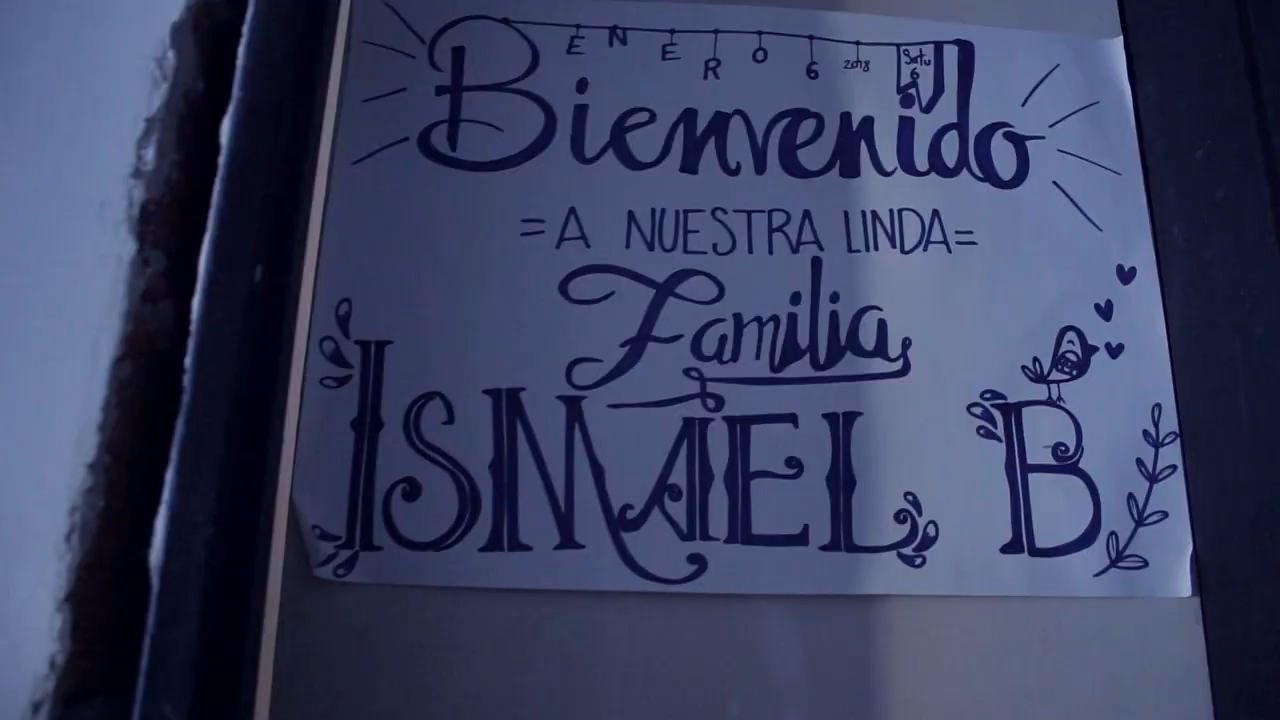 ENERO 6 2018
Bienvenido
=A NUESTRA LINDA=
Familia
ISMAEL B